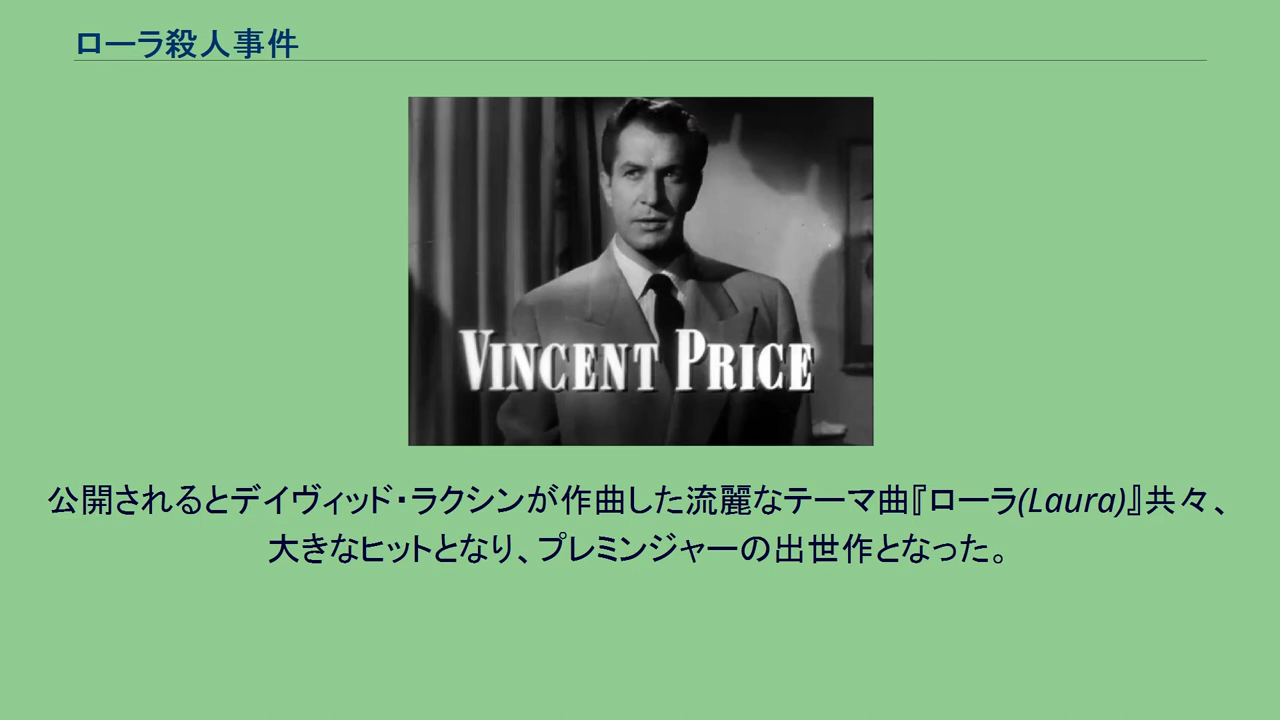 ローラ殺人事件
VINCENT PRICE
公開されるとデイヴィッド・ラクシンが作曲した流麗なテーマ曲『ローラ(Laura)』共々、
大きなヒットとなり、プレミンジャーの出世作となった。